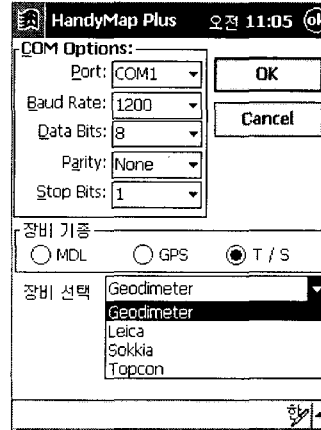 HandyMap Plus 오전 11:05 ok
COM Options:
Port: COM1
OK
Baud Rate: 1200
Cancel
Data Bits: 8
Parity: None
Stop Bits: 1
장비 기종
MDL GPS T / S
장비 선택 Geodimeter
Geodimeter
Leica
Sokkia
Topcon
한